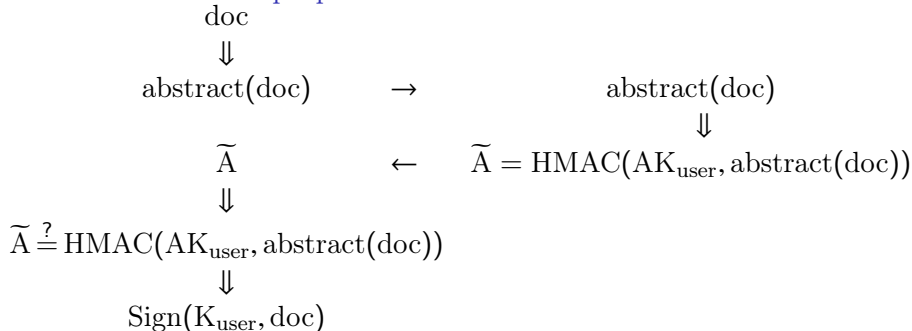 doc
⇓
abstract(doc) → abstract(doc)
⇓
Ã ← Ã = HMAC(AK_user, abstract(doc))
⇓
Ã ≟ HMAC(AK_user, abstract(doc))
⇓
Sign(K_user, doc)